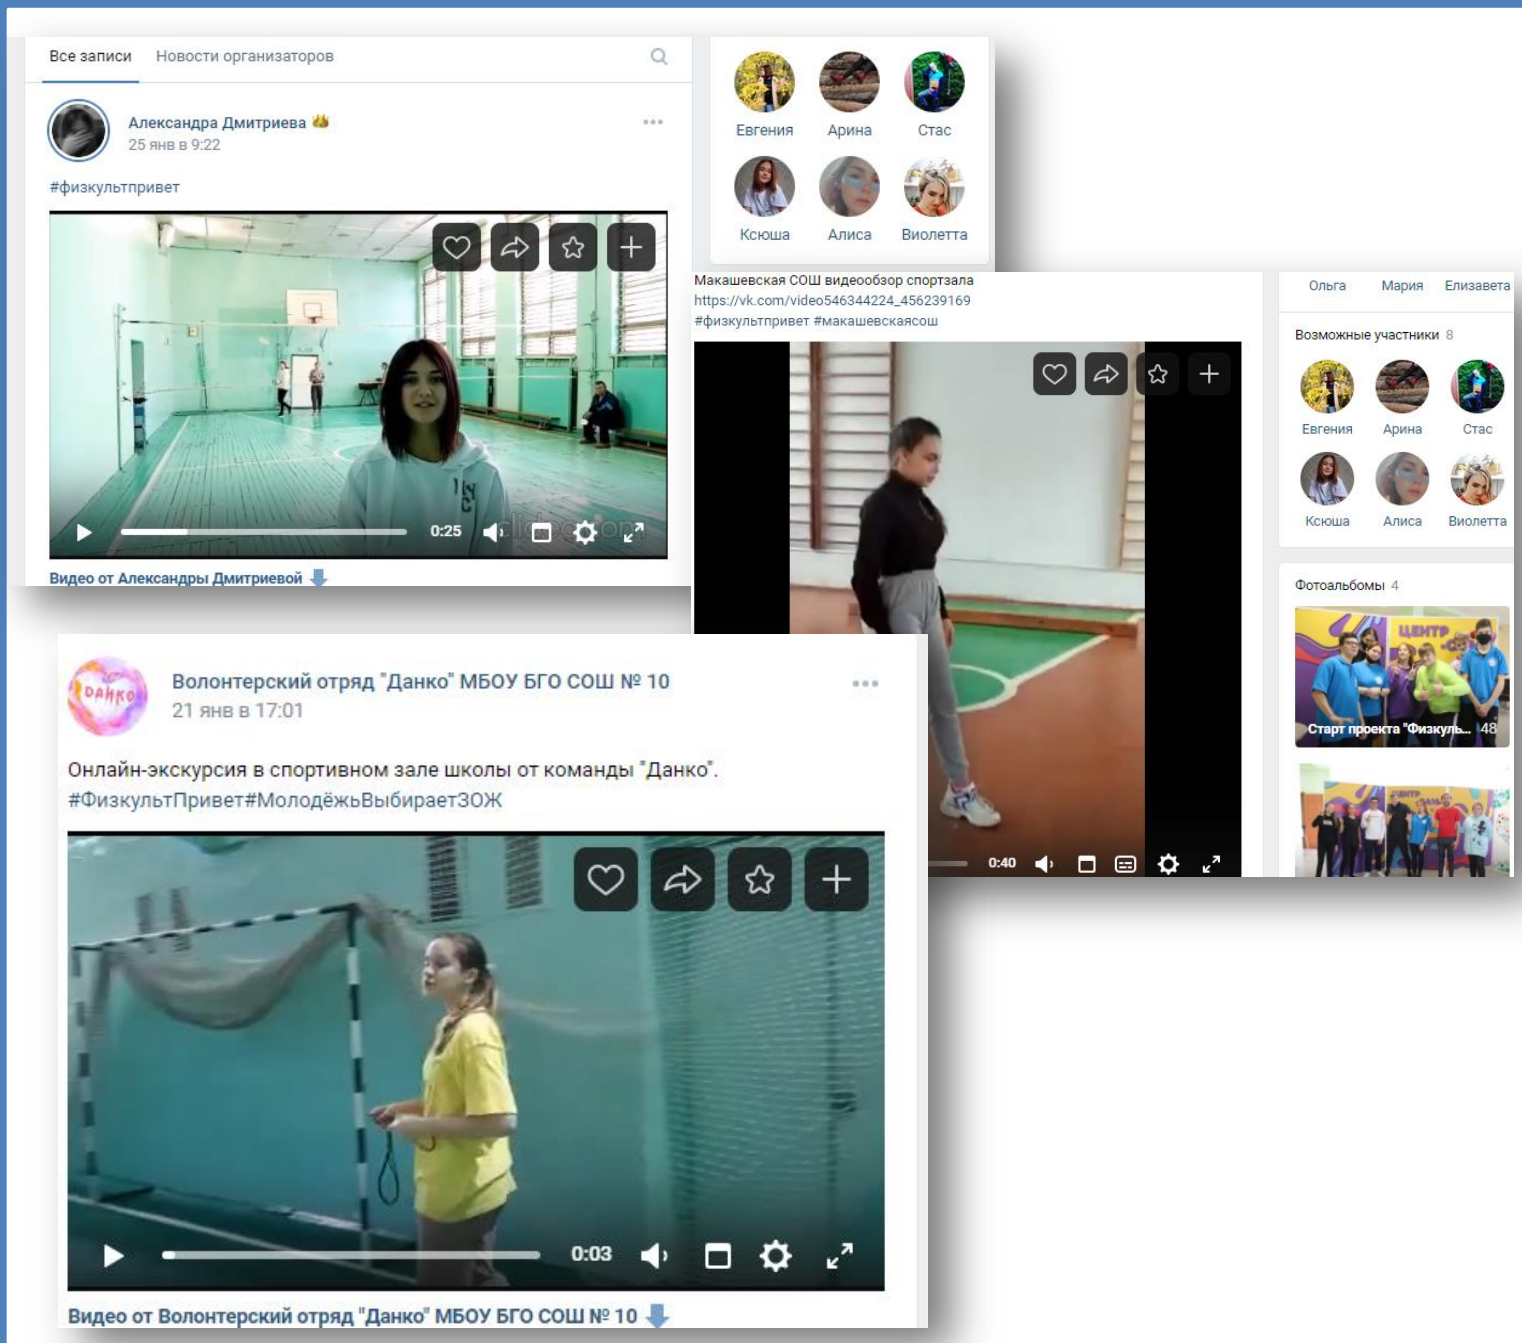 Все записи Новости организаторов
Александра Дмитриева
25 янв в 9:22
#физкультпривет
0:25
Видео от Александры Дмитриевой
Евгения Арина Стас
Ксюша Алиса Виолетта
Макашевская СОШ видеообзор спортзала
https://vk.com/video546344224_456239169
#физкультпривет #макашевскаясош
0:40
Ольга Мария Елизавета
Возможные участники 8
Евгения Арина Стас
Ксюша Алиса Виолетта
Фотоальбомы 4
ЦЕНТР
Старт проекта "Физкуль... 48
ЦЕНТР
ДАНКО
Волонтерский отряд "Данко" МБОУ БГО СОШ № 10
21 янв в 17:01
Онлайн-экскурсия в спортивном зале школы от команды "Данко".
#ФизкультПривет#МолодёжьВыбираетЗОЖ
0:03
Видео от Волонтерский отряд "Данко" МБОУ БГО СОШ № 10